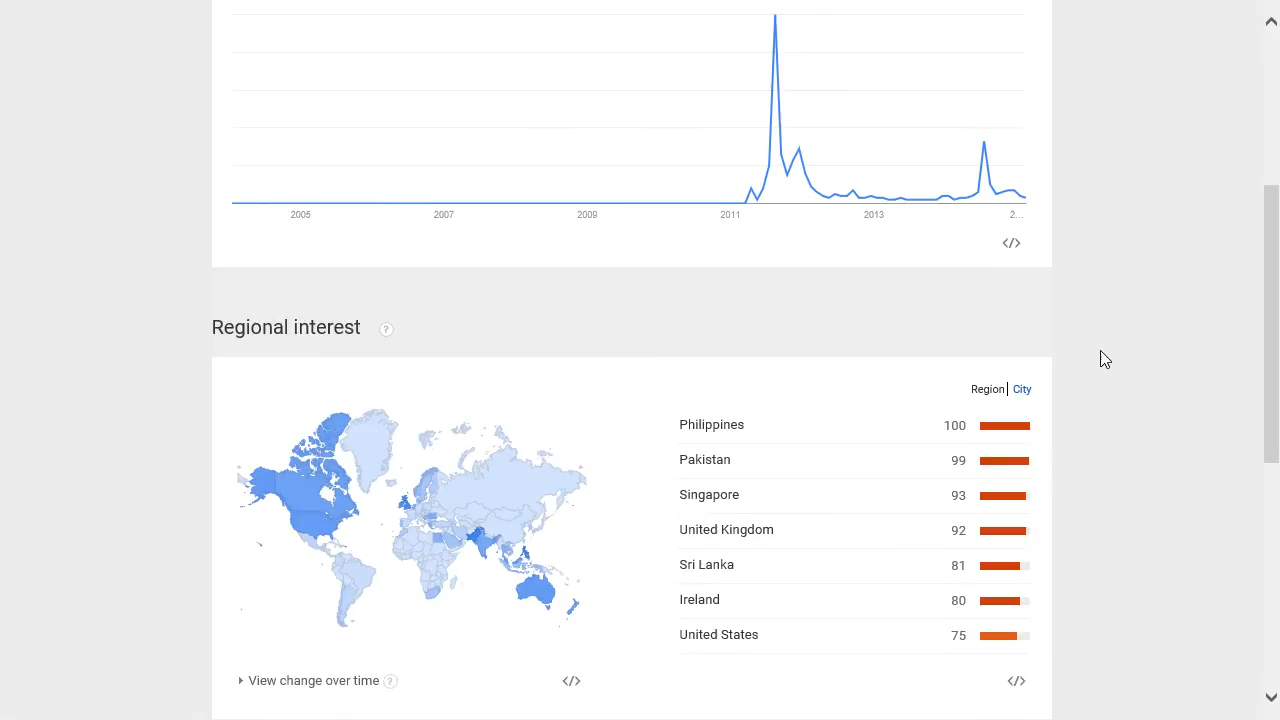 2005 2007 2009 2011 2013 2...
</>
Regional interest ?
Region City
Philippines 100
Pakistan 99
Singapore 93
United Kingdom 92
Sri Lanka 81
Ireland 80
United States 75
View change over time ? </> </>